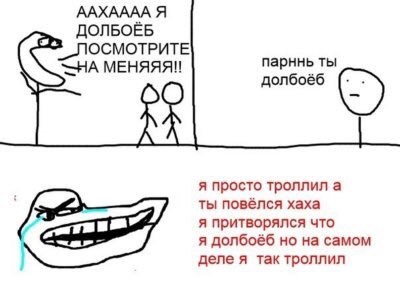 ААХАААА Я
ДОЛБОЁБ
ПОСМОТРИТЕ
НА МЕНЯЯЯ!!
парннь ты
долбоёб
я просто троллил а
ты повёлся хаха
я притворялся что
я долбоёб но на самом
деле я так троллил